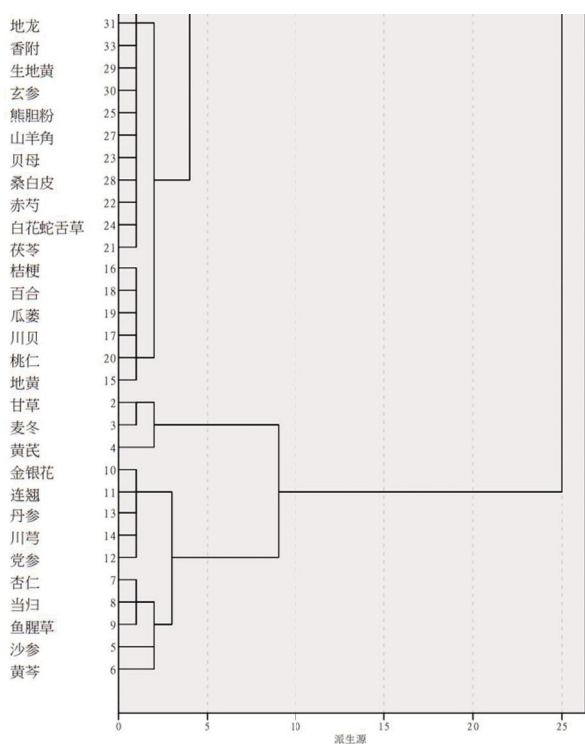 地龙 31
香附 33
生地黄 29
玄参 30
熊胆粉 25
山羊角 27
贝母 23
桑白皮 28
赤芍 22
白花蛇舌草 24
茯苓 21
桔梗 16
百合 18
瓜蒌 19
川贝 17
桃仁 20
地黄 15
甘草 2
麦冬 3
黄芪 4
金银花 10
连翘 11
丹参 13
川芎 14
党参 12
杏仁 7
当归 8
鱼腥草 9
沙参 5
黄芩 6
0 5 10 15 20 25
派生源